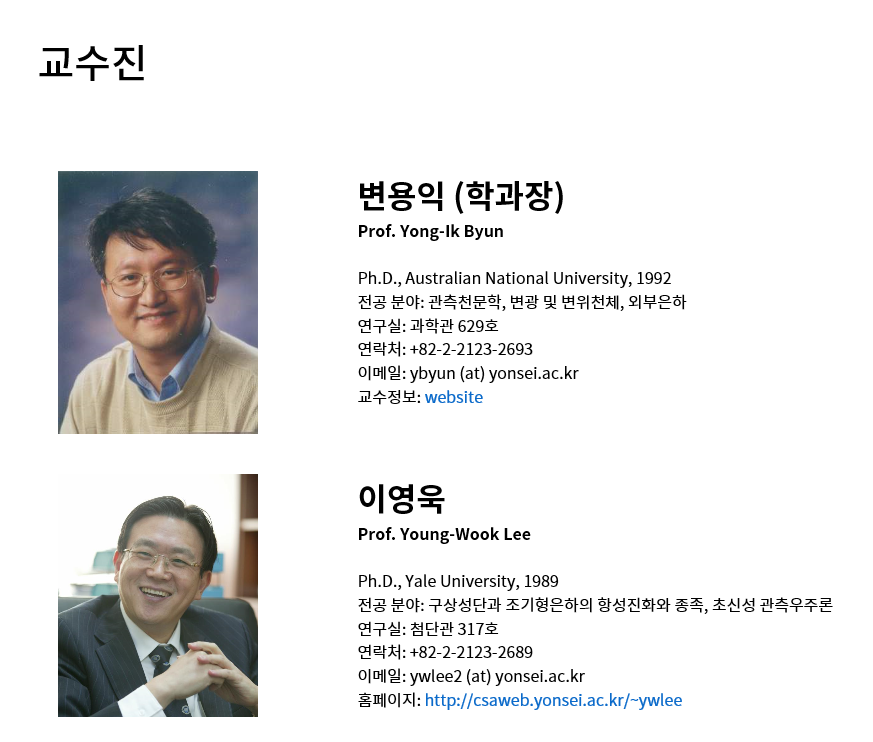 교수진
변용익 (학과장)
Prof. Yong-Ik Byun
Ph.D., Australian National University, 1992
전공 분야: 관측천문학, 변광 및 변위천체, 외부은하
연구실: 과학관 629호
연락처: +82-2-2123-2693
이메일: ybyun (at) yonsei.ac.kr
교수정보: website
이영욱
Prof. Young-Wook Lee
Ph.D., Yale University, 1989
전공 분야: 구상성단과 조기형은하의 항성진화와 종족, 초신성 관측우주론
연구실: 첨단관 317호
연락처: +82-2-2123-2689
이메일: ywlee2 (at) yonsei.ac.kr
홈페이지: http://csaweb.yonsei.ac.kr/~ywlee